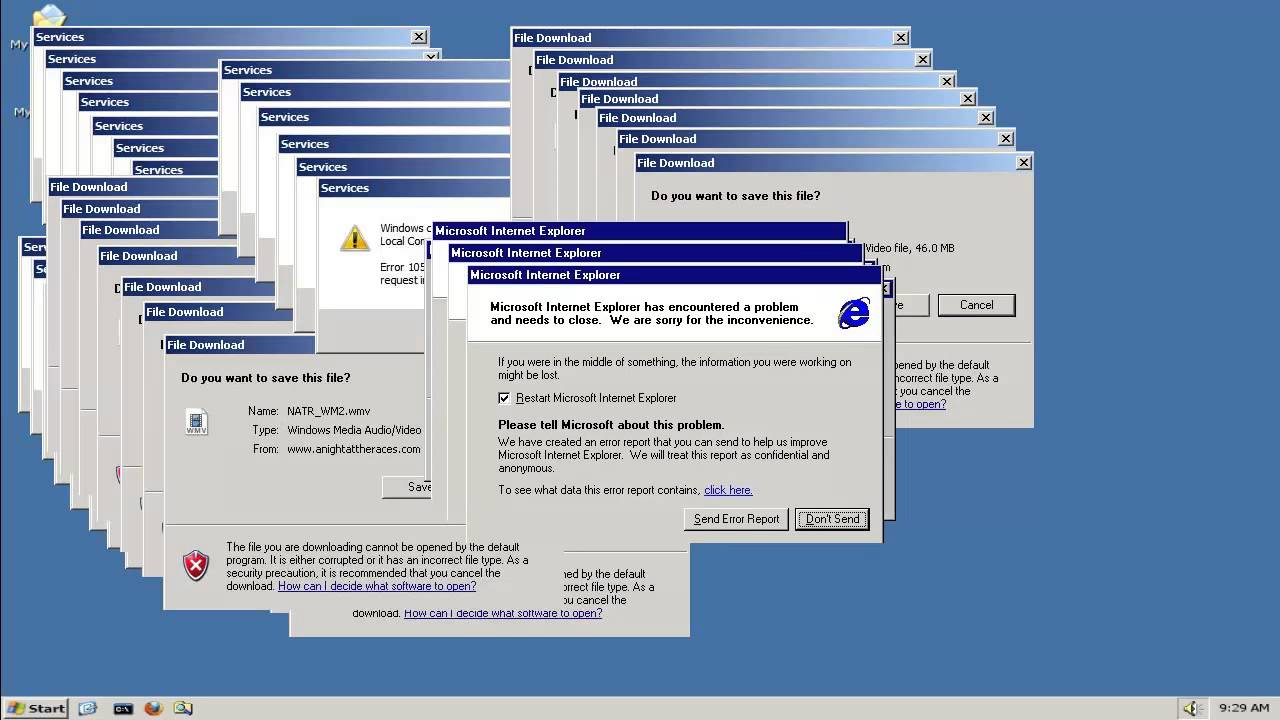 My
My
Services
Services
Services
Services
Services
Services
Services
Services
Services
Services
Services
Services
Services
Windows c
Local Com
Error 105
request in
File Download
File Download
File Download
File Download
File Download
File Download
File Download
Do you want to save this file?
Video file, 46.0 MB
Cancel
pened by the default
ncorrect file type. As a
t you cancel the
e to open?
Serv
Se
File Download
File Download
File Download
File Download
File Download
File Download
File Download
Do you want to save this file?
Name: NATR_WM2.wmv
Type: Windows Media Audio/Video
From: www.anightattheraces.com
Save
The file you are downloading cannot be opened by the default
program. It is either corrupted or it has an incorrect file type. As a
security precaution, it is recommended that you cancel the
download. How can I decide what software to open?
ned by the default
orrect file type. As a
ou cancel the
download. How can I decide what software to open?
Microsoft Internet Explorer
Microsoft Internet Explorer
Microsoft Internet Explorer
Microsoft Internet Explorer has encountered a problem
and needs to close. We are sorry for the inconvenience.
If you were in the middle of something, the information you were working on
might be lost.
Restart Microsoft Internet Explorer
Please tell Microsoft about this problem.
We have created an error report that you can send to help us improve
Microsoft Internet Explorer. We will treat this report as confidential and
anonymous.
To see what data this error report contains, click here.
Send Error Report
Don't Send
Start
9:29 AM